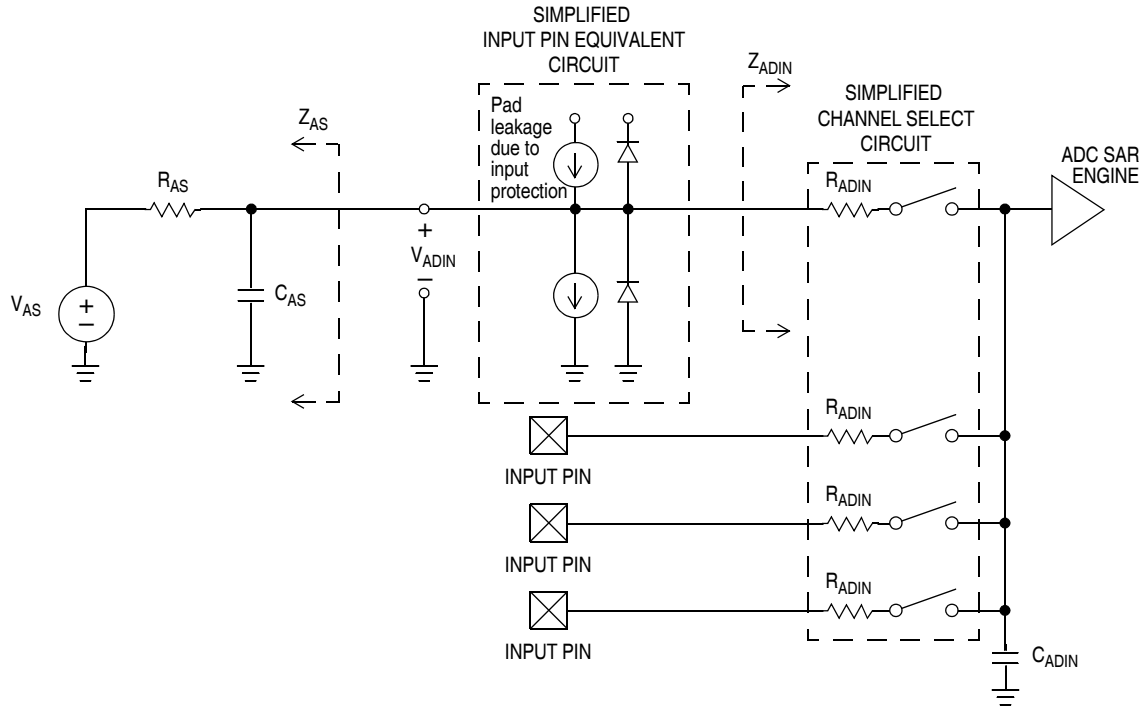 SIMPLIFIED
INPUT PIN EQUIVALENT
CIRCUIT
Pad
leakage
due to
input
protection
Z_AS
R_AS
V_AS
+
–
C_AS
+
V_ADIN
–
Z_ADIN
SIMPLIFIED
CHANNEL SELECT
CIRCUIT
R_ADIN
ADC SAR
ENGINE
R_ADIN
INPUT PIN
R_ADIN
INPUT PIN
R_ADIN
INPUT PIN
C_ADIN